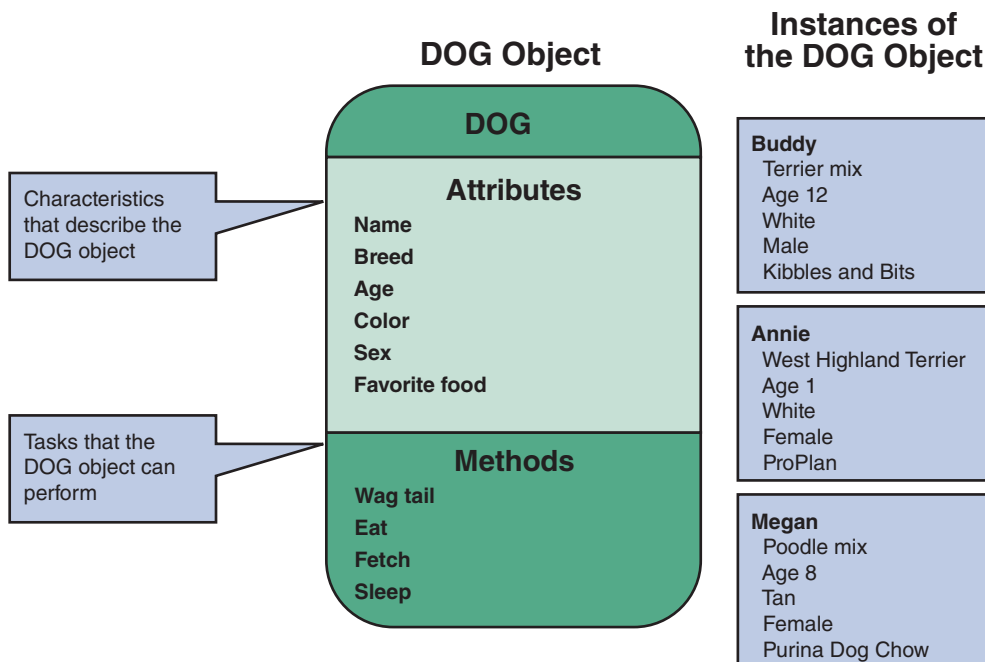 DOG Object
DOG
Characteristics
that describe the
DOG object
Attributes
Name
Breed
Age
Color
Sex
Favorite food
Tasks that the
DOG object can
perform
Methods
Wag tail
Eat
Fetch
Sleep
Instances of
the DOG Object
Buddy
Terrier mix
Age 12
White
Male
Kibbles and Bits
Annie
West Highland Terrier
Age 1
White
Female
ProPlan
Megan
Poodle mix
Age 8
Tan
Female
Purina Dog Chow